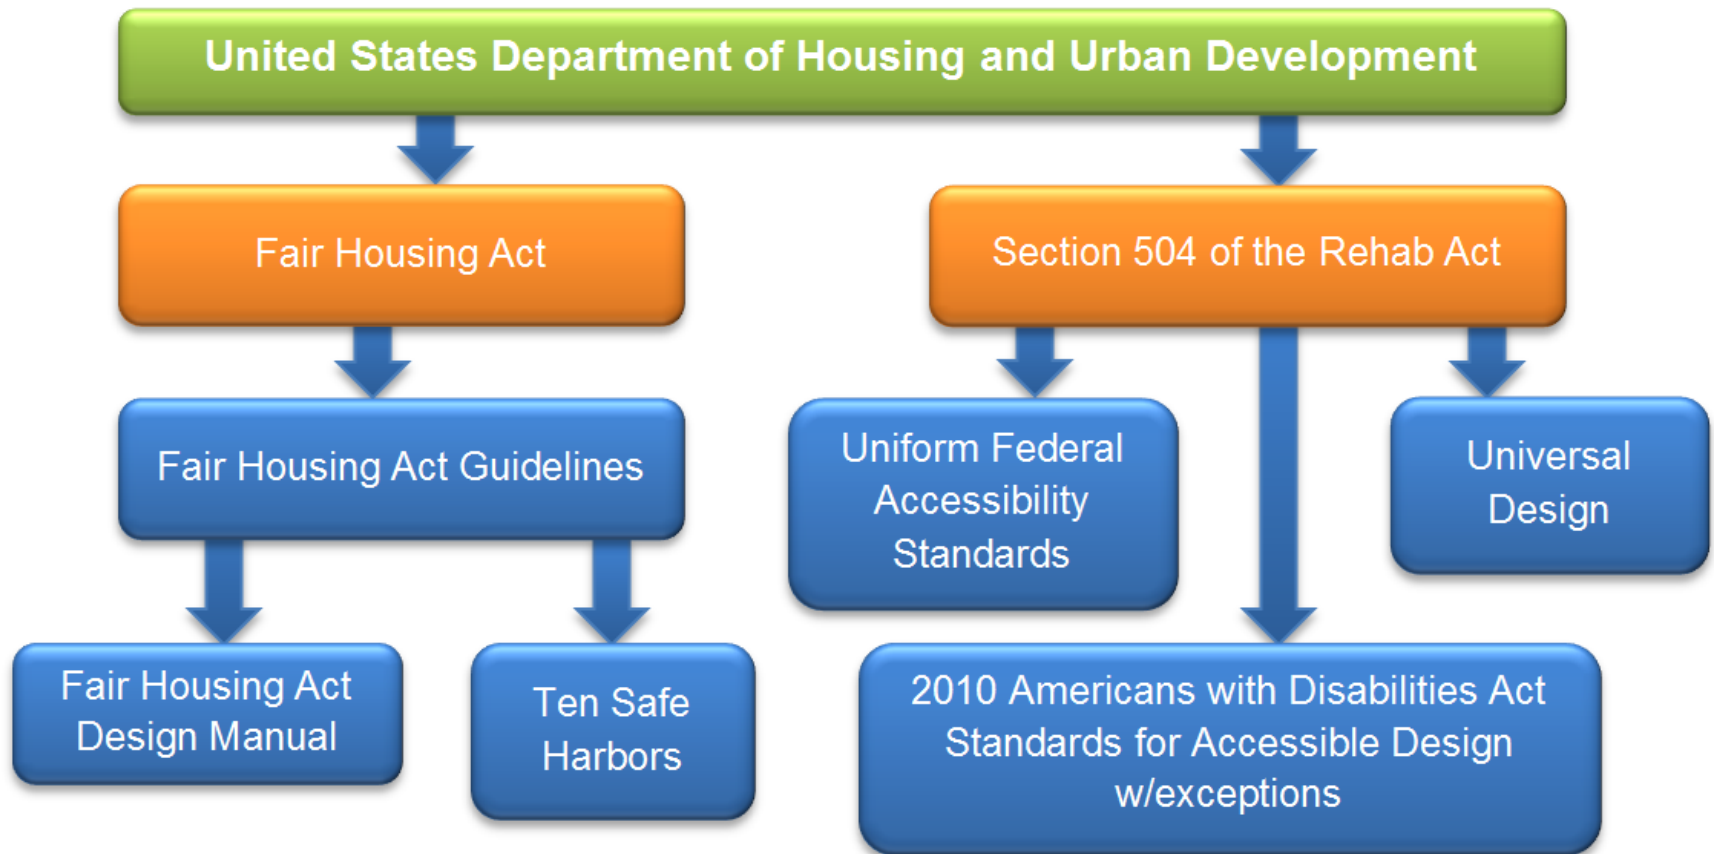 United States Department of Housing and Urban Development
Fair Housing Act
Section 504 of the Rehab Act
Fair Housing Act Guidelines
Uniform Federal
Accessibility
Standards
Universal
Design
Fair Housing Act
Design Manual
Ten Safe
Harbors
2010 Americans with Disabilities Act
Standards for Accessible Design
w/exceptions